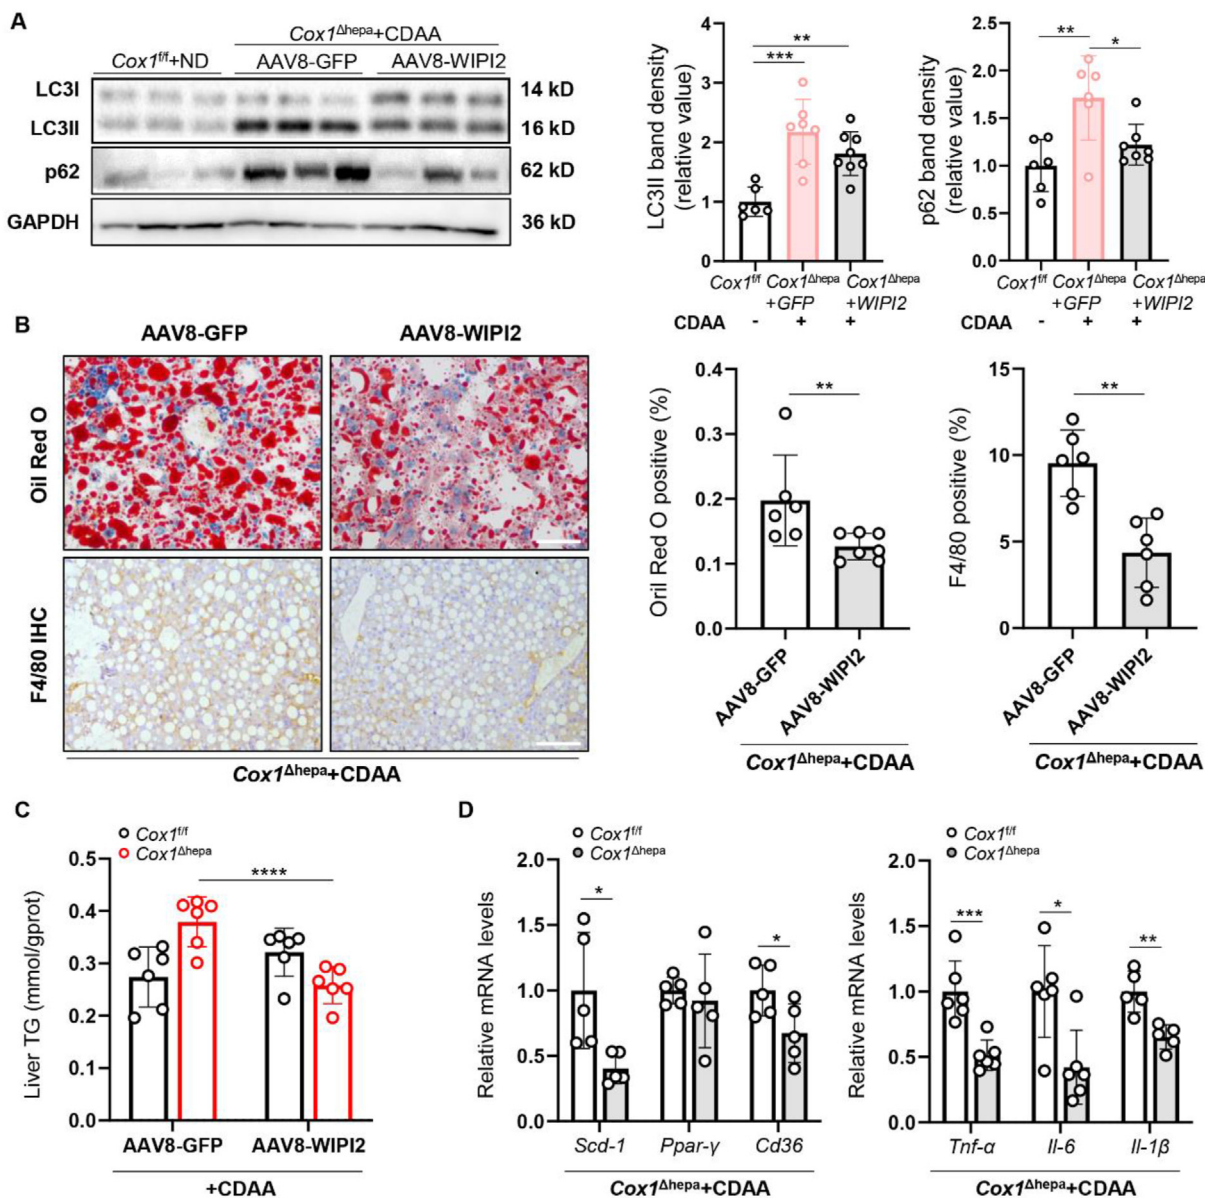 A
Cox1Δhepa+CDAA
Cox1f/f+ND
AAV8-GFP
AAV8-WIPI2
LC3I
14 kD
LC3II
16 kD
p62
62 kD
GAPDH
36 kD
LC3II band density
(relative value)
4
3
2
1
0
**
***
Cox1f/f
Cox1Δhepa
+GFP
Cox1Δhepa
+WIPI2
CDAA
-
+
+
p62 band density
(relative value)
2.5
2.0
1.5
1.0
0.5
0.0
**
*
Cox1f/f
Cox1Δhepa
+GFP
Cox1Δhepa
+WIPI2
CDAA
-
+
+
B
AAV8-GFP
AAV8-WIPI2
Oil Red O
F4/80 IHC
Cox1Δhepa+CDAA
Oril Red O positive (%)
0.4
0.3
0.2
0.1
0.0
**
AAV8-GFP
AAV8-WIPI2
Cox1Δhepa+CDAA
F4/80 positive (%)
15
10
5
0
**
AAV8-GFP
AAV8-WIPI2
Cox1Δhepa+CDAA
C
Cox1f/f
Cox1Δhepa
Liver TG (mmol/gprot)
0.5
0.4
0.3
0.2
0.1
0.0
****
AAV8-GFP
AAV8-WIPI2
+CDAA
D
Cox1f/f
Cox1Δhepa
Relative mRNA levels
2.0
1.5
1.0
0.5
0.0
*
*
Scd-1
Ppar-γ
Cd36
Cox1Δhepa+CDAA
Cox1f/f
Cox1Δhepa
Relative mRNA levels
2.0
1.5
1.0
0.5
0.0
***
*
**
Tnf-α
Il-6
Il-1β
Cox1Δhepa+CDAA